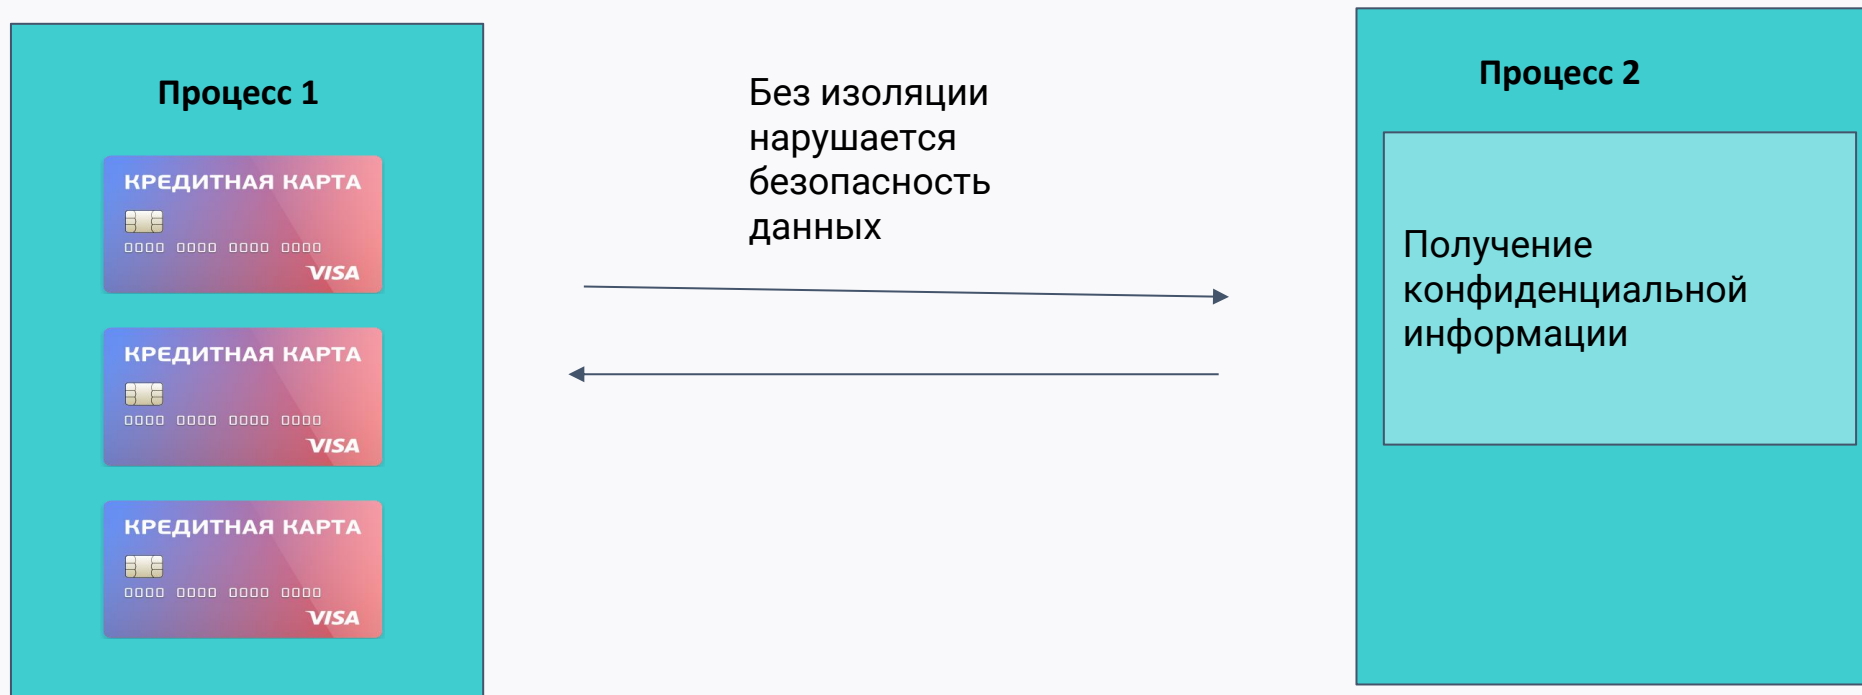 Процесс 1
КРЕДИТНАЯ КАРТА
0000 0000 0000 0000
VISA
КРЕДИТНАЯ КАРТА
0000 0000 0000 0000
VISA
КРЕДИТНАЯ КАРТА
0000 0000 0000 0000
VISA
Без изоляции
нарушается
безопасность
данных
Процесс 2
Получение
конфиденциальной
информации